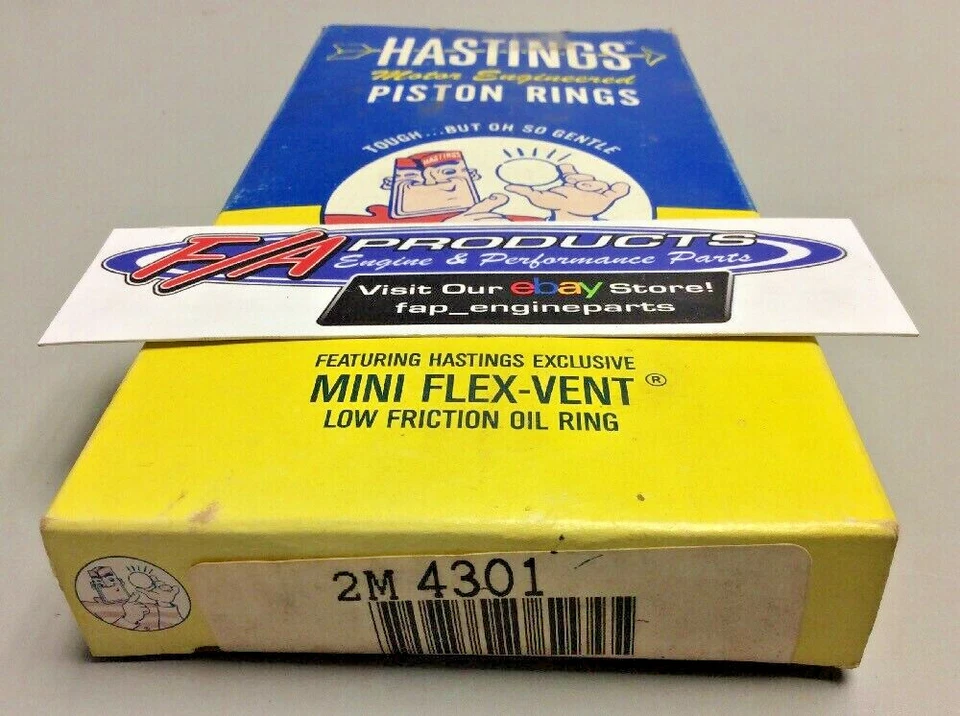 HASTINGS
Motor Engineered
PISTON RINGS
TOUGH...BUT OH SO GENTLE
HASTINGS
F/A PRODUCTS
Engine & Performance Parts
Visit Our ebay Store!
fap_engineparts
FEATURING HASTINGS EXCLUSIVE
MINI FLEX-VENT®
LOW FRICTION OIL RING
2M 4301